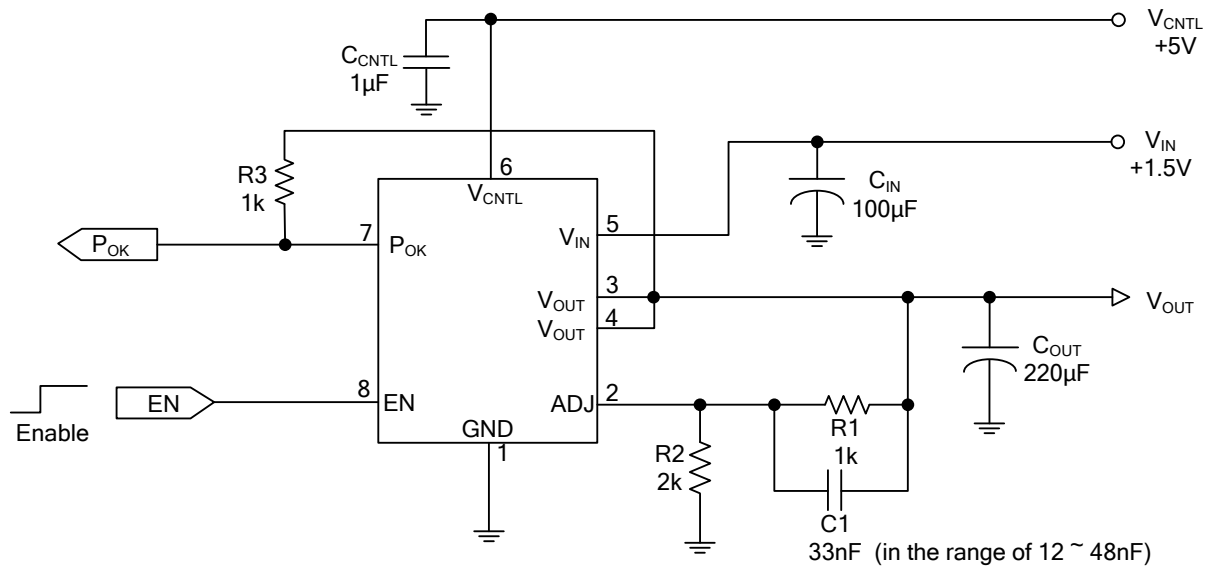 VCNTL
+5V
CCNTL
1µF
VIN
+1.5V
R3
1k
6
VCNTL
CIN
100µF
POK
7
POK
VIN
5
VOUT
3
VOUT
4
VOUT
COUT
220µF
Enable
EN
8
EN
ADJ
2
GND
1
R2
2k
R1
1k
C1
33nF (in the range of 12 ~ 48nF)